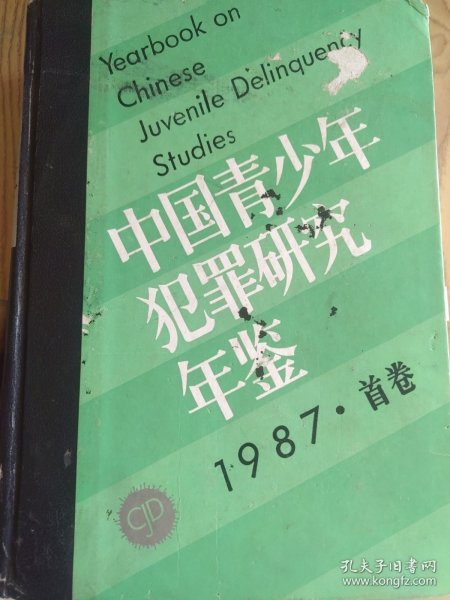 Yearbook on
Chinese
Juvenile Delinquency
Studies
中国青少年
犯罪研究
年鉴
1987·首卷
CJD
孔夫子旧书网
www.kongfz.com